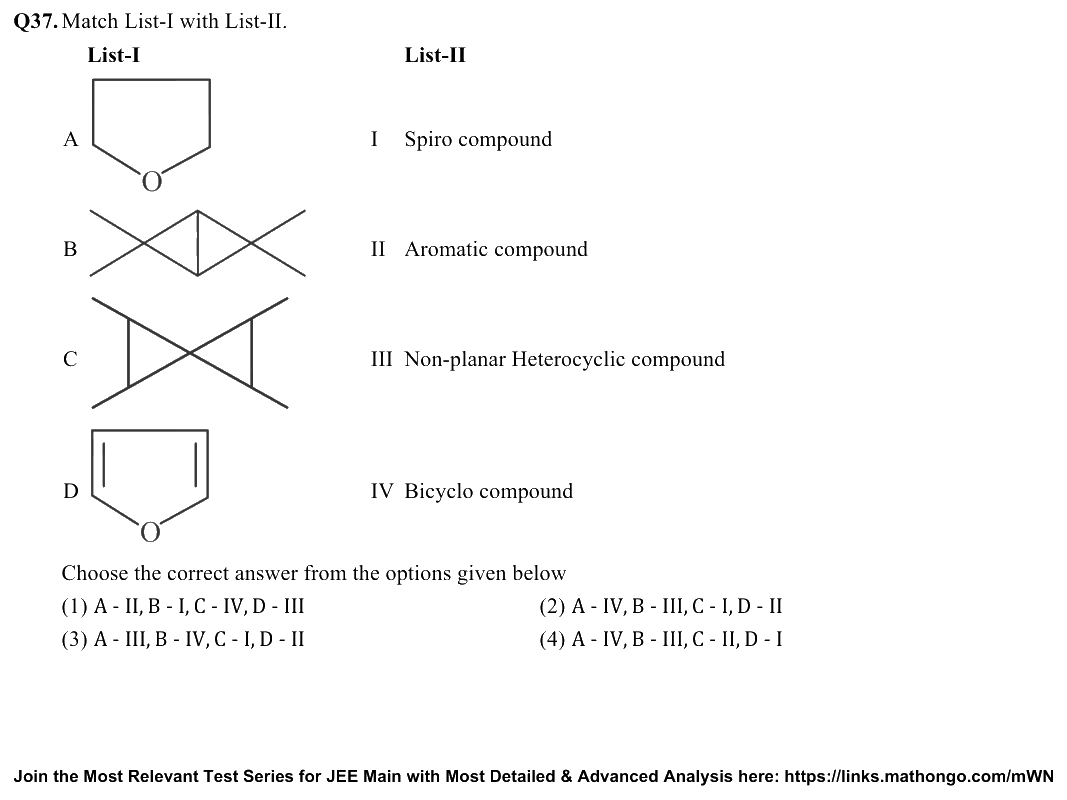 Q37. Match List-I with List-II.
List-I List-II
A O I Spiro compound
B II Aromatic compound
C III Non-planar Heterocyclic compound
D O IV Bicyclo compound
Choose the correct answer from the options given below
(1) A - II, B - I, C - IV, D - III (2) A - IV, B - III, C - I, D - II
(3) A - III, B - IV, C - I, D - II (4) A - IV, B - III, C - II, D - I
Join the Most Relevant Test Series for JEE Main with Most Detailed & Advanced Analysis here: https://links.mathongo.com/mWN